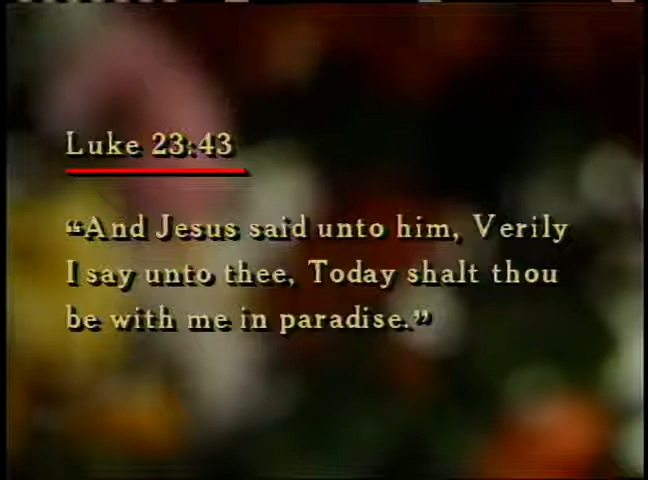 Luke 23:43
“And Jesus said unto him, Verily
I say unto thee, Today shalt thou
be with me in paradise.”